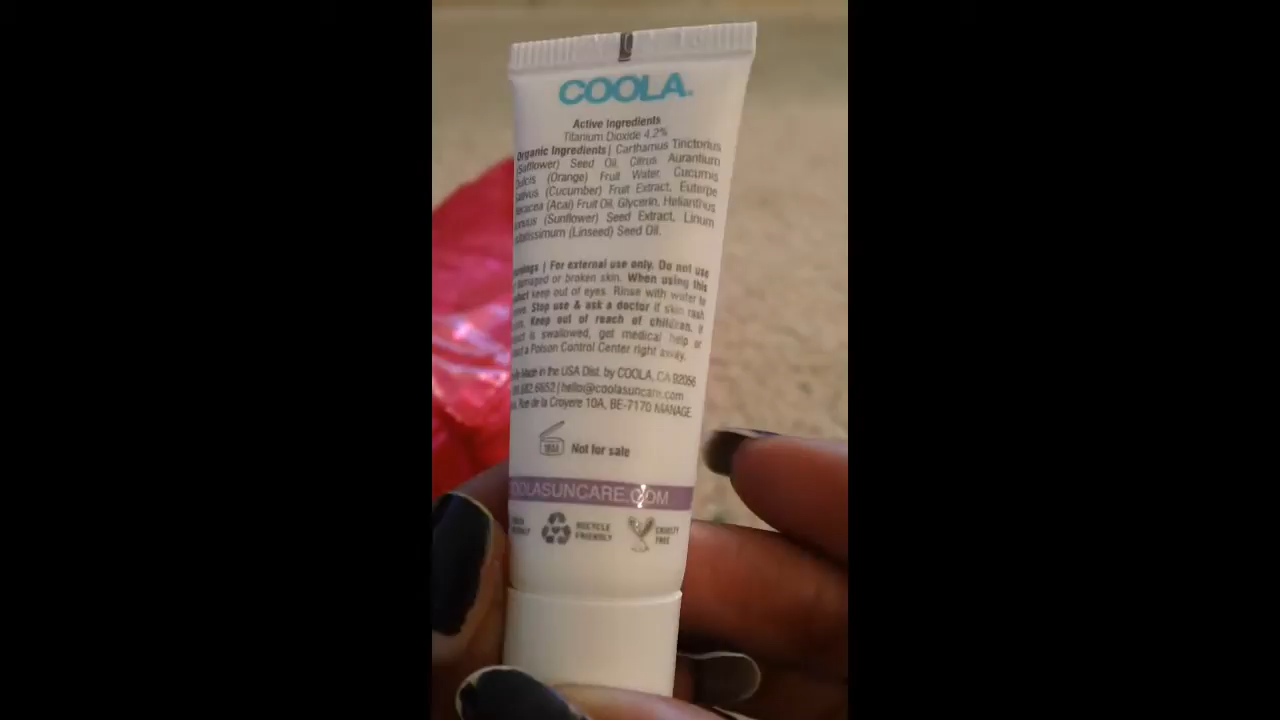 COOLA.
Active Ingredients
Titanium Dioxide 4.2%
Organic Ingredients | Carthamus Tinctorius
(Safflower) Seed Oil, Citrus Aurantium
Dulcis (Orange) Fruit Water, Cucumis
Sativus (Cucumber) Fruit Extract, Euterpe
(Acai) Fruit Oil, Glycerin, Helianthus
(Sunflower) Seed Extract, Linum
(Linseed) Seed Oil.
| For external use only. Do not use
damaged or broken skin. When using this
keep out of eyes. Rinse with water to
Stop use & ask a doctor if skin rash
Keep out of reach of children. If
is swallowed, get medical help or
a Poison Control Center right away.
Made in the USA Dist. by COOLA, CA 92056
hello@coolasuncare.com
Rue de la Croyere 10A, BE-7170 MANAGE
Not for sale
COOLASUNCARE.COM
RECYCLE
FRIENDLY
CRUELTY
FREE